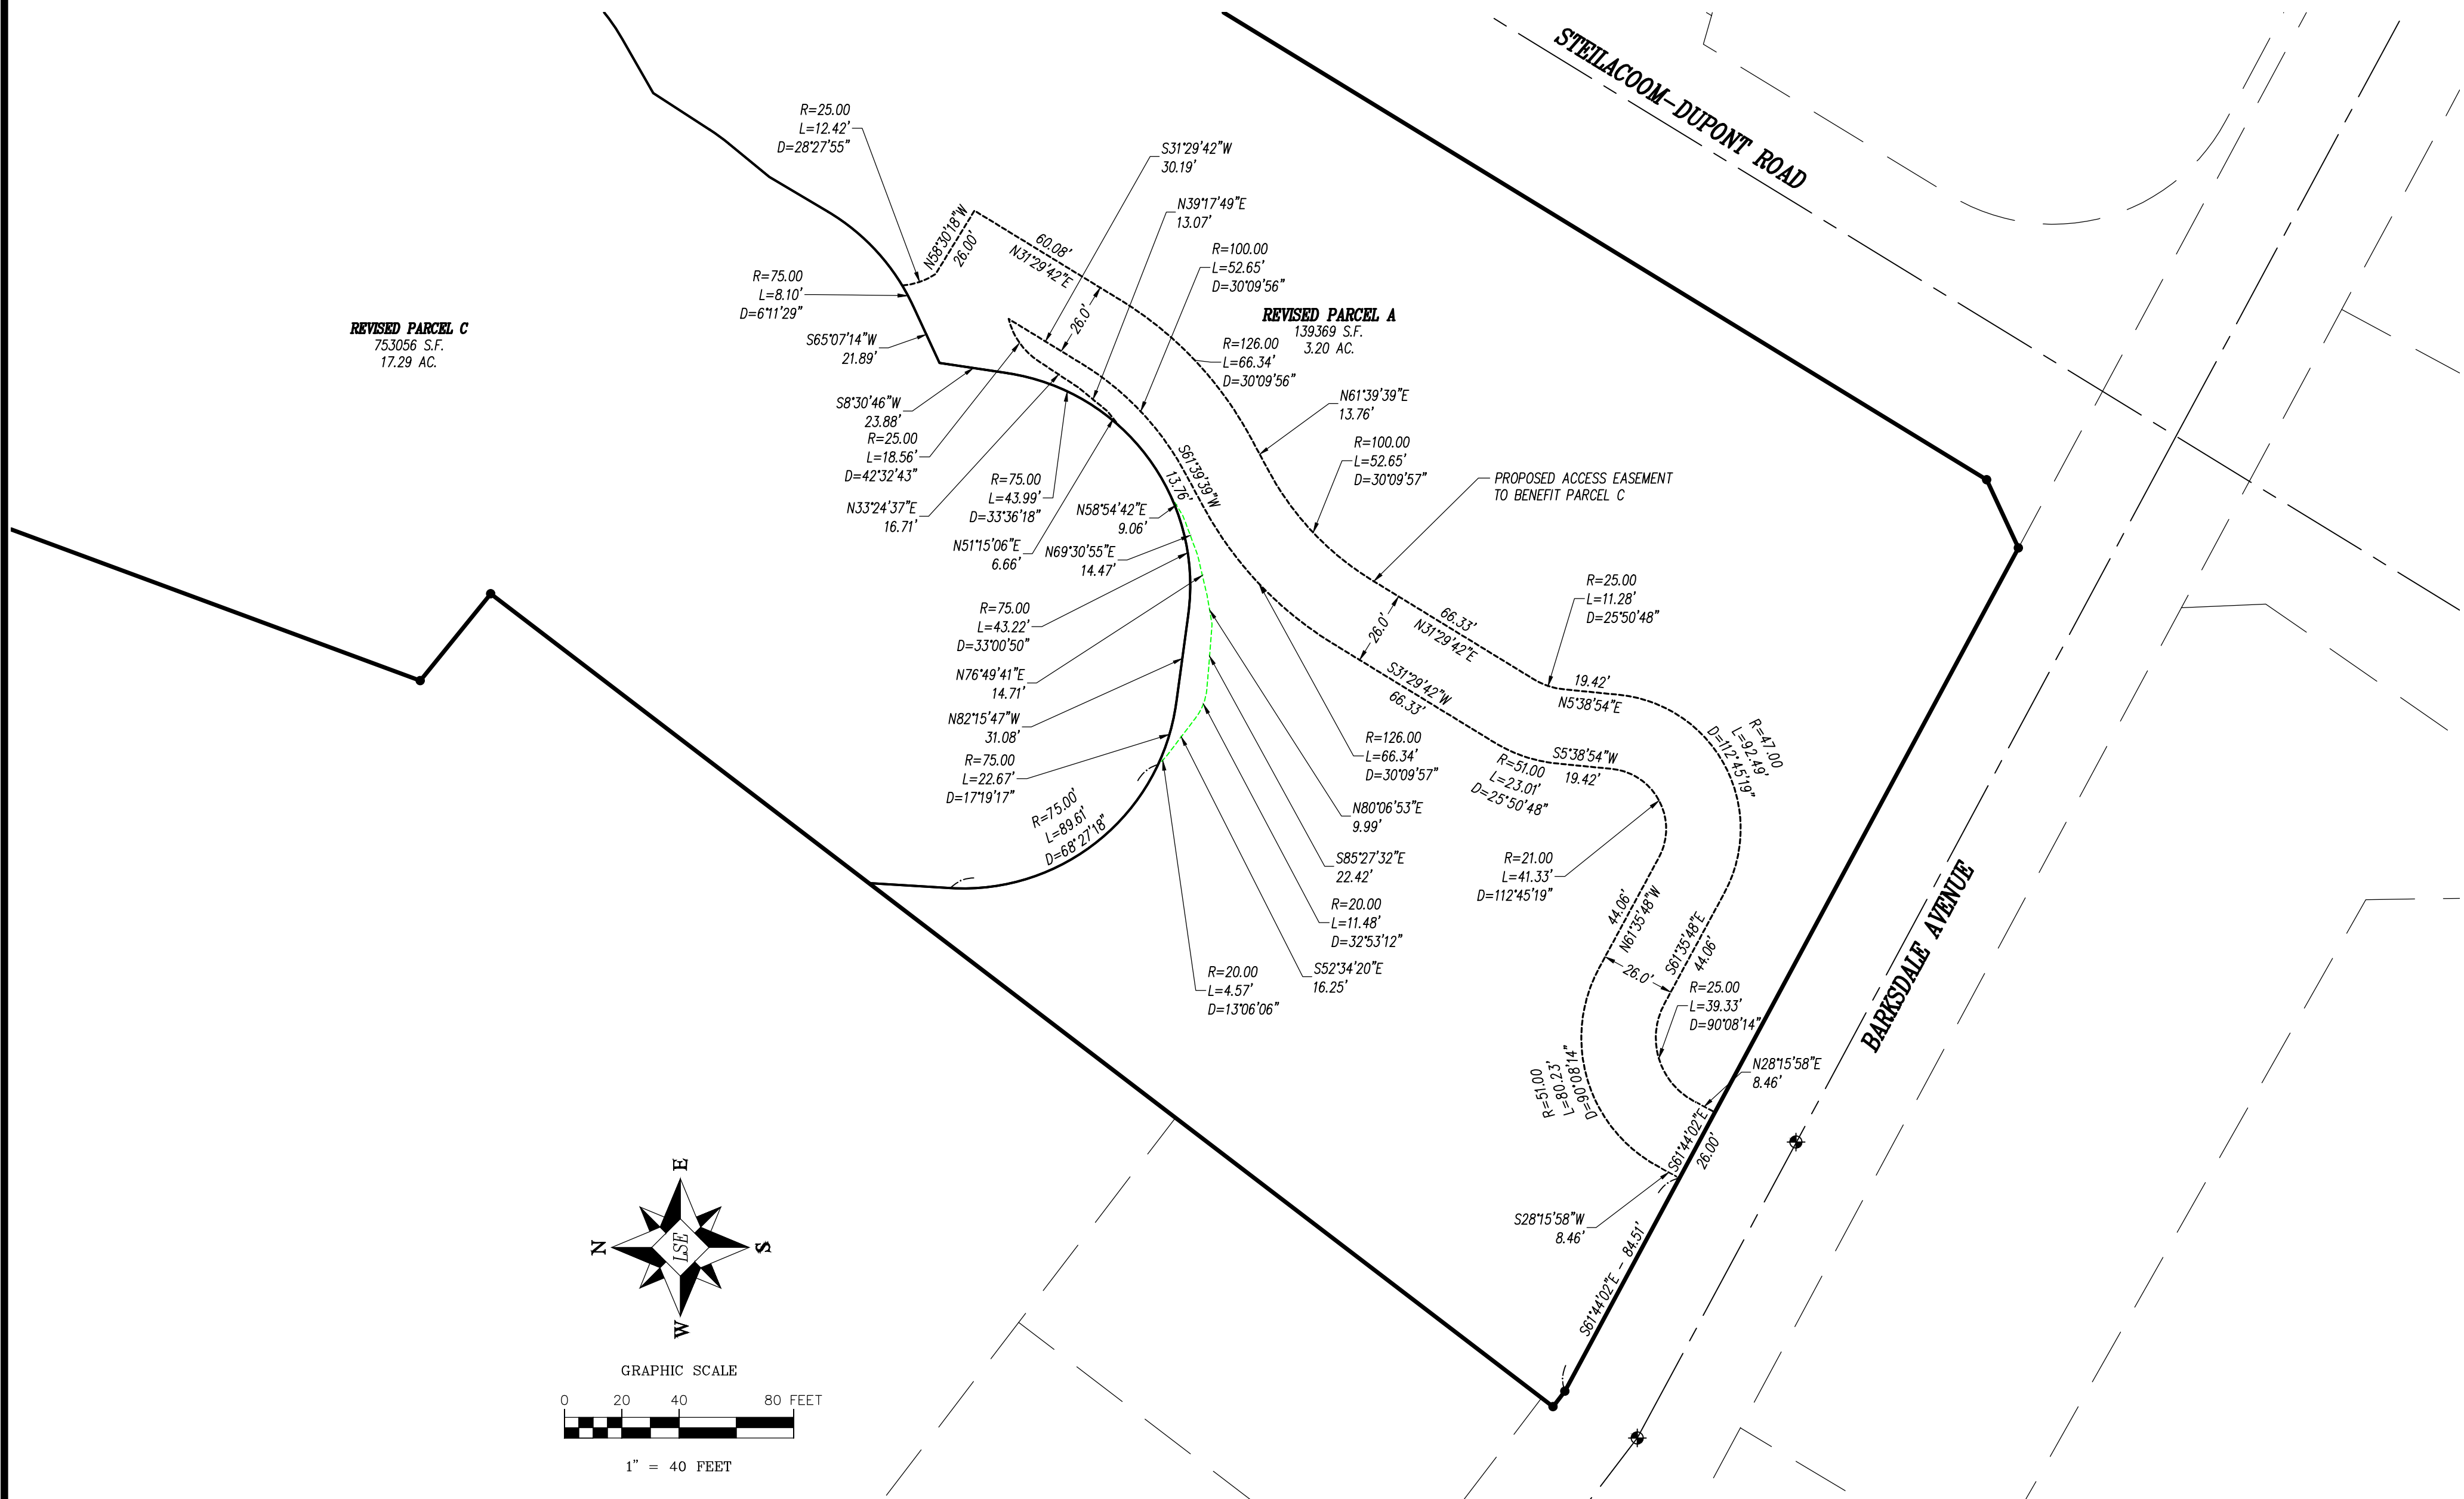 STEILACOOM-DUPONT ROAD
R=25.00
L=12.42'
D=28°27'55"
S31°29'42"W
30.19'
N39°17'49"E
13.07'
N58°30'18"W
26.00'
60.08'
N31°29'42"E
R=100.00
L=52.65'
D=30°09'56"
R=75.00
L=8.10'
D=6°11'29"
26.0'
REVISED PARCEL A
139369 S.F.
3.20 AC.
REVISED PARCEL C
753056 S.F.
17.29 AC.
S65°07'14"W
21.89'
R=126.00
L=66.34'
D=30°09'56"
S8°30'46"W
23.88'
N61°39'39"E
13.76'
R=25.00
L=18.56'
D=42°32'43"
R=100.00
L=52.65'
D=30°09'57"
S61°39'39"W
13.76'
PROPOSED ACCESS EASEMENT
TO BENEFIT PARCEL C
R=75.00
L=43.99'
D=33°36'18"
N33°24'37"E
16.71'
N58°54'42"E
9.06'
N51°15'06"E
6.66'
N69°30'55"E
14.47'
R=25.00
L=11.28'
D=25°50'48"
R=75.00
L=43.22'
D=33°00'50"
26.0'
66.33'
N31°29'42"E
N76°49'41"E
14.71'
S31°29'42"W
66.33'
19.42'
N5°38'54"E
N82°15'47"W
31.08'
R=47.00
L=92.49'
D=112°45'19"
R=75.00
L=22.67'
D=17°19'17"
R=126.00
L=66.34'
D=30°09'57"
S5°38'54"W
19.42'
R=51.00
L=23.01'
D=25°50'48"
R=75.00'
L=89.61'
D=68°27'18"
N80°06'53"E
9.99'
S85°27'32"E
22.42'
R=21.00
L=41.33'
D=112°45'19"
R=20.00
L=11.48'
D=32°53'12"
44.06'
N61°35'48"W
S61°35'48"E
44.06'
BARKSDALE AVENUE
S52°34'20"E
16.25'
26.0'
R=20.00
L=4.57'
D=13°06'06"
R=25.00
L=39.33'
D=90°08'14"
R=51.00
L=80.23'
D=90°08'14"
N28°15'58"E
8.46'
S61°44'02"E
26.00'
S28°15'58"W
8.46'
S61°44'02"E - 84.51'
E
N
LSE
S
W
GRAPHIC SCALE
0 20 40 80 FEET
1" = 40 FEET